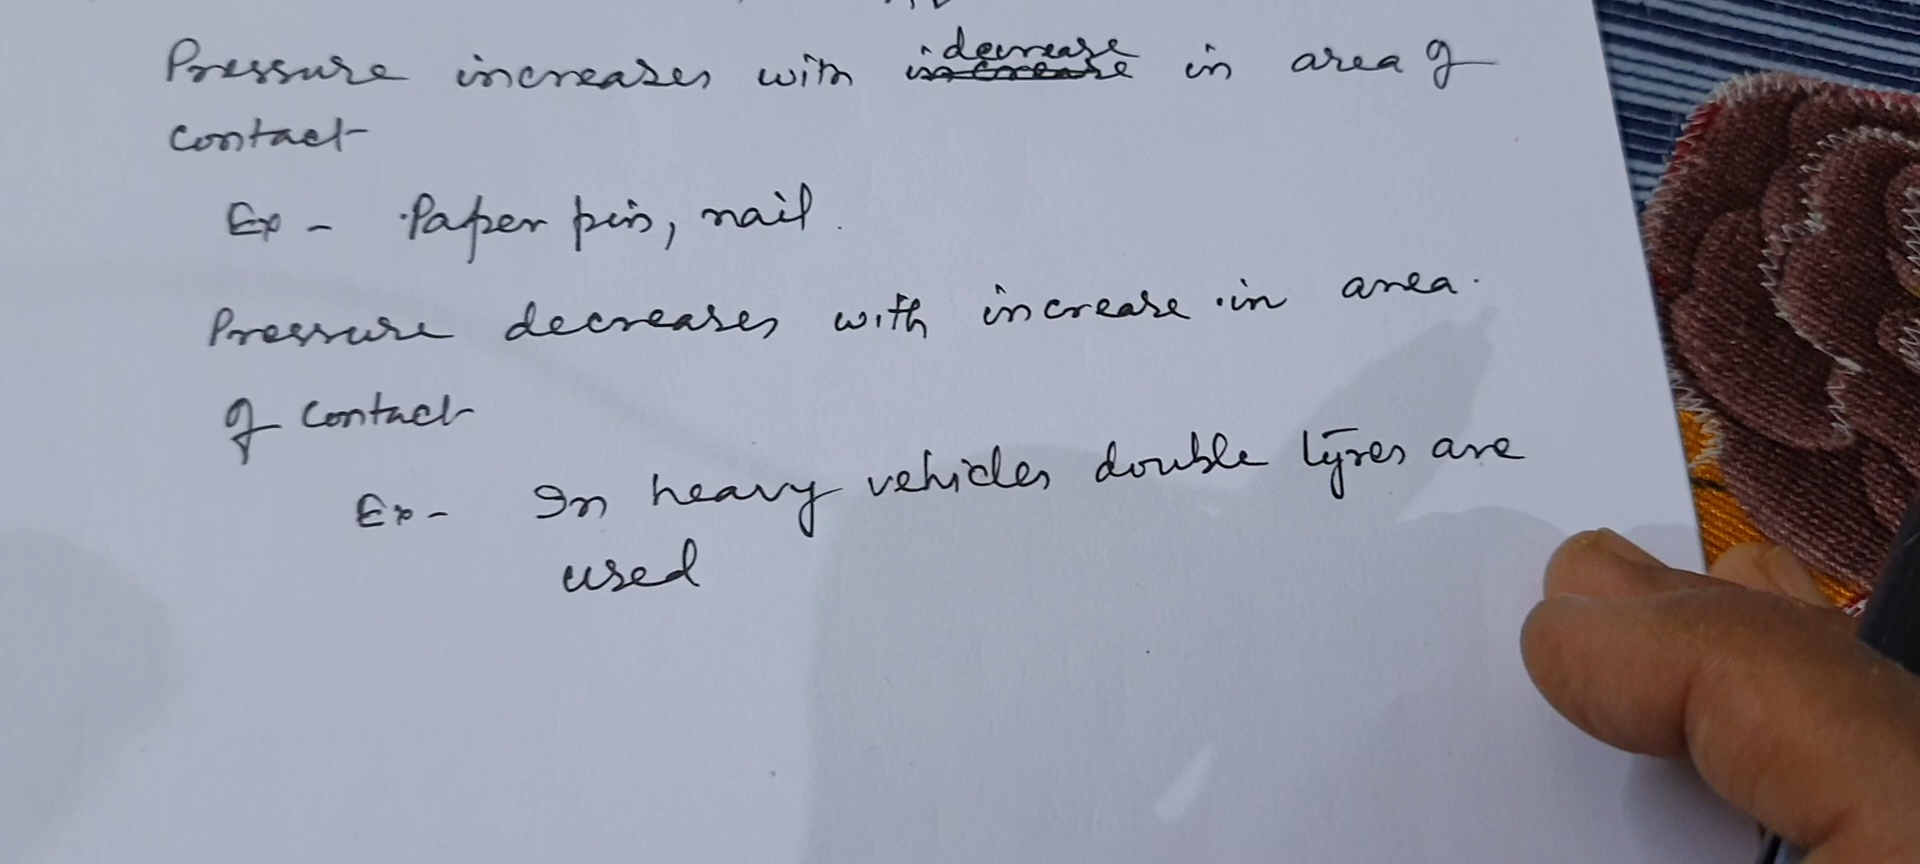 Pressure increases with decrease in area of
contact
Ex - Paper pin, nail.
Pressure decreases with increase in area.
of contact
Ex- In heavy vehicles double tyres are
used